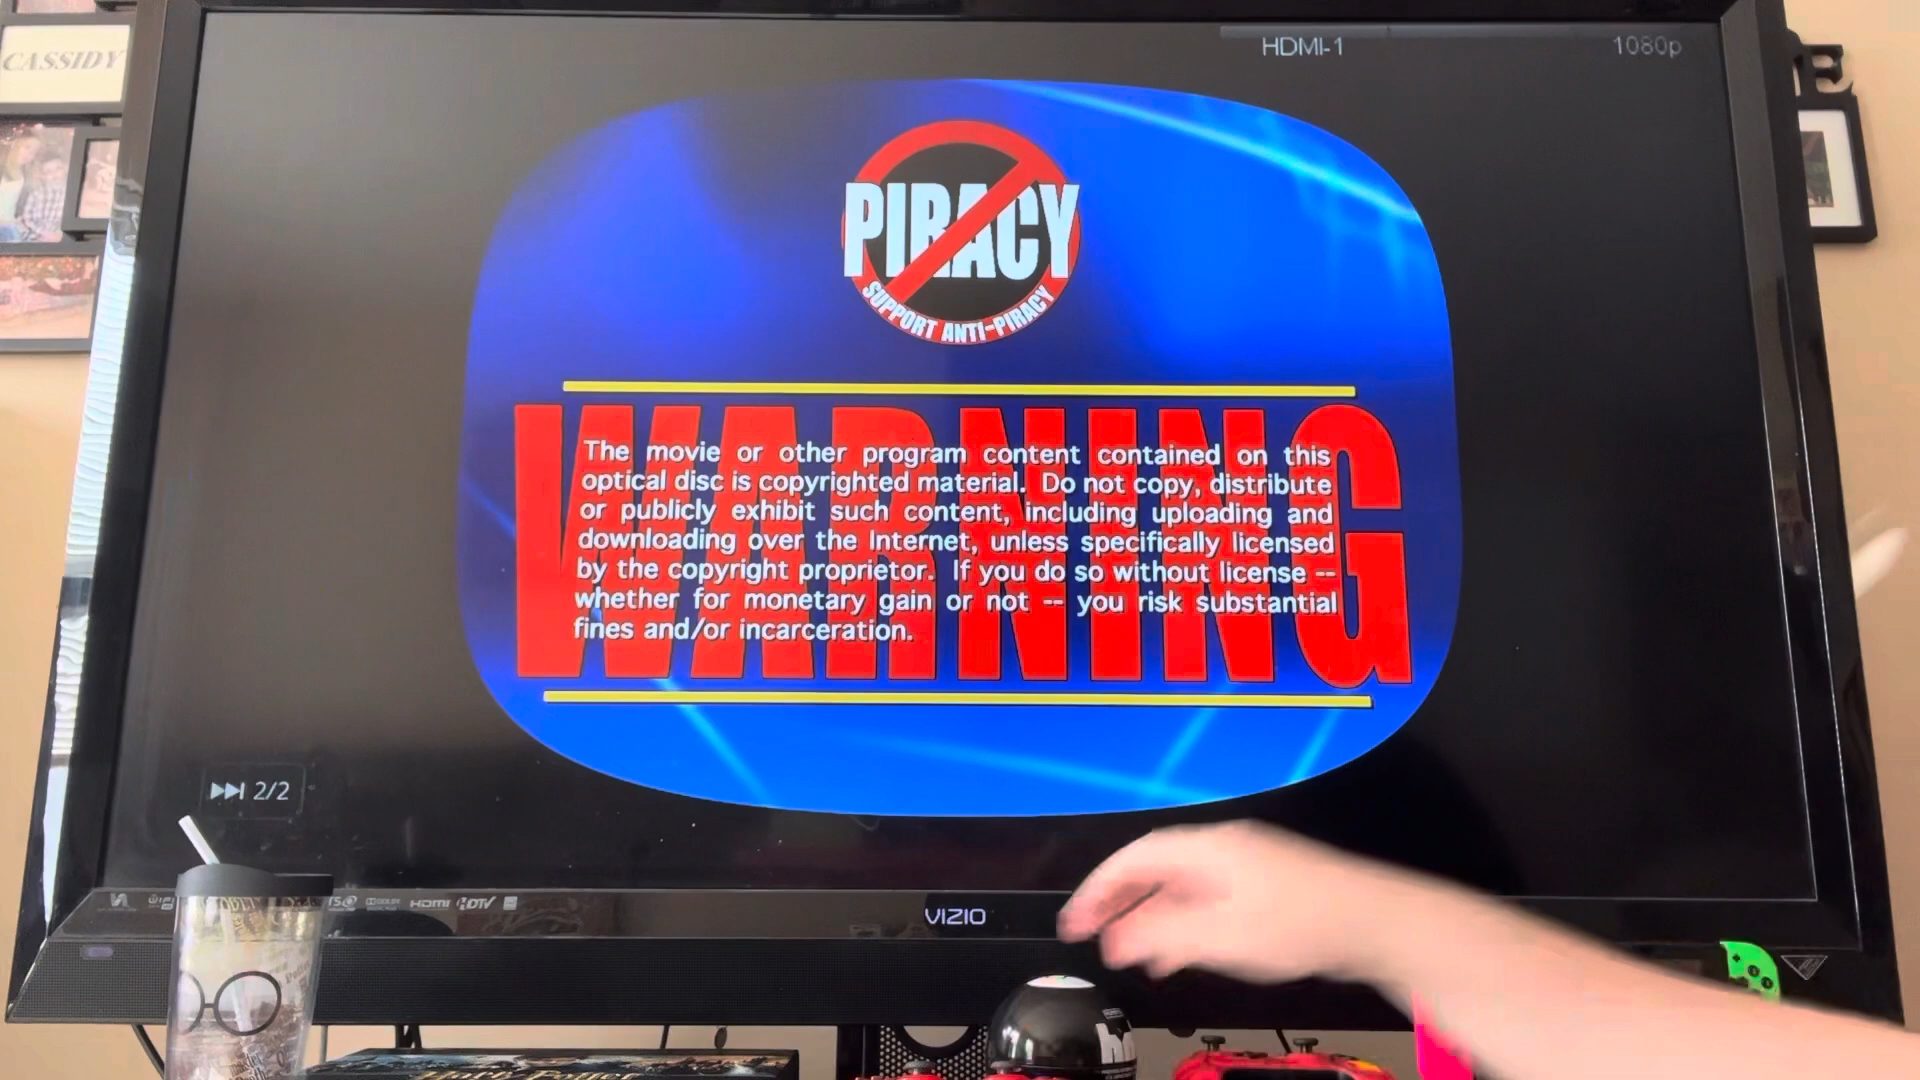 CASSIDY
HDMI-1
1080p
PIRACY
SUPPORT ANTI-PIRACY
WARNING
The movie or other program content contained on this
optical disc is copyrighted material. Do not copy, distribute
or publicly exhibit such content, including uploading and
downloading over the Internet, unless specifically licensed
by the copyright proprietor. If you do so without license --
whether for monetary gain or not -- you risk substantial
fines and/or incarceration.
2/2
HDMI
HDTV
VIZIO
Harry Potter